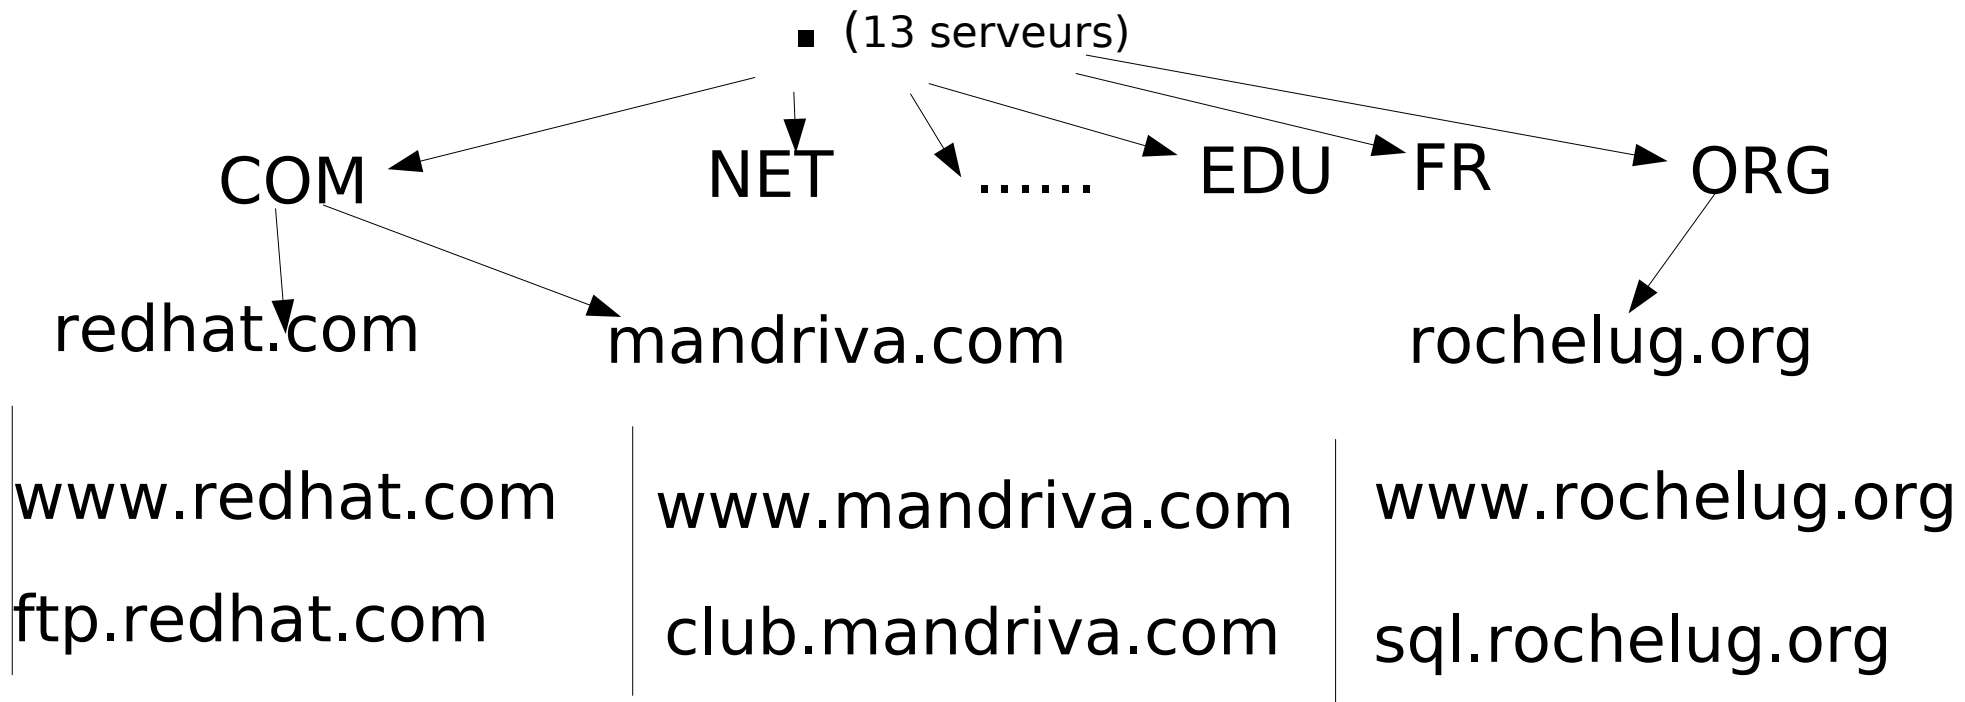 . (13 serveurs)
COM NET ...... EDU FR ORG
redhat.com mandriva.com rochelug.org
www.redhat.com www.mandriva.com www.rochelug.org
ftp.redhat.com club.mandriva.com sql.rochelug.org